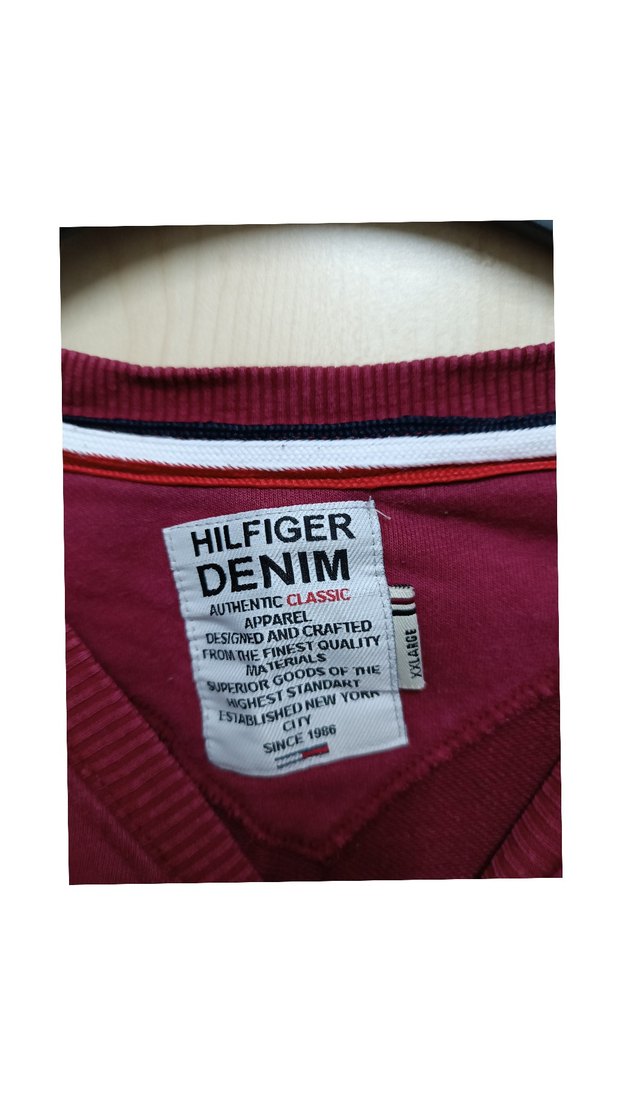 HILFIGER
DENIM
AUTHENTIC CLASSIC
APPAREL
DESIGNED AND CRAFTED
FROM THE FINEST QUALITY
MATERIALS
SUPERIOR GOODS OF THE
HIGHEST STANDART
ESTABLISHED NEW YORK
CITY
SINCE 1986
XXLARGE